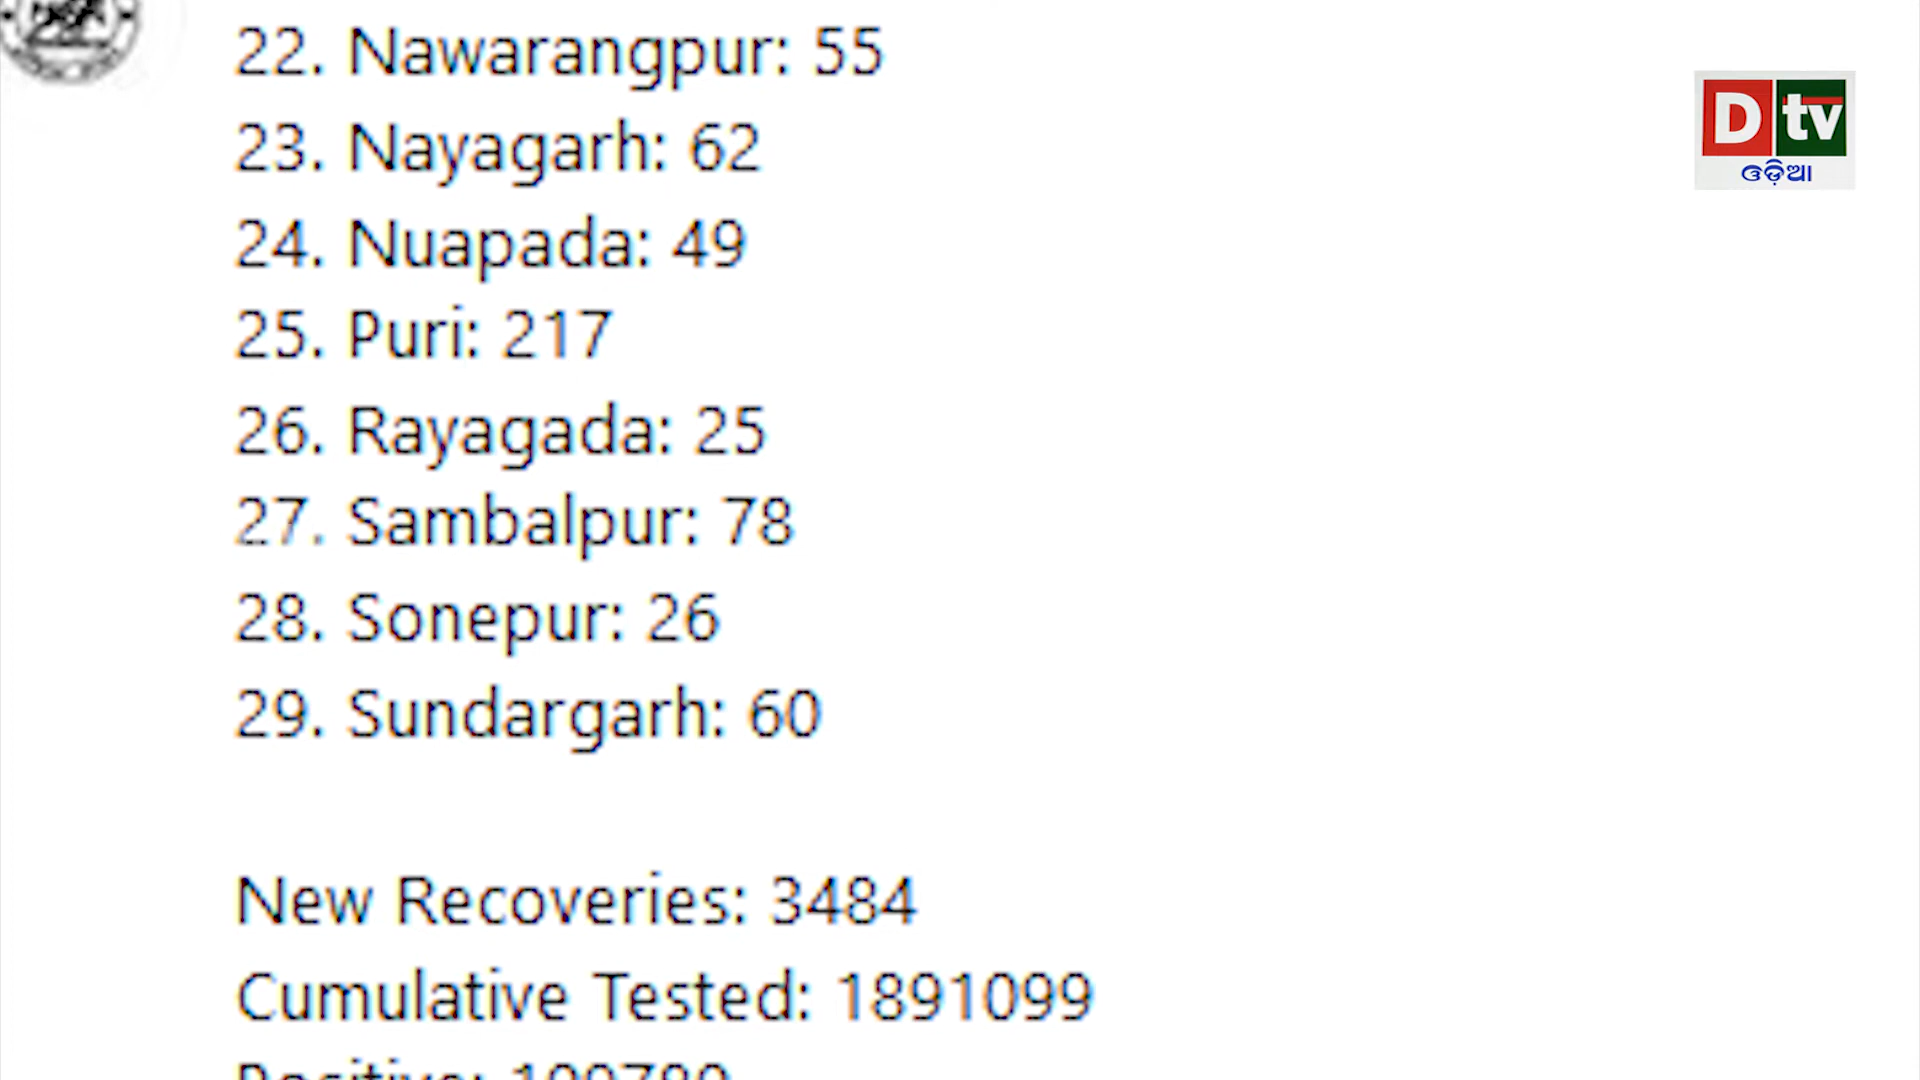 22. Nawarangpur: 55
23. Nayagarh: 62
D tv
ଓଡ଼ିଆ
24. Nuapada: 49
25. Puri: 217
26. Rayagada: 25
27. Sambalpur: 78
28. Sonepur: 26
29. Sundargarh: 60
New Recoveries: 3484
Cumulative Tested: 1891099